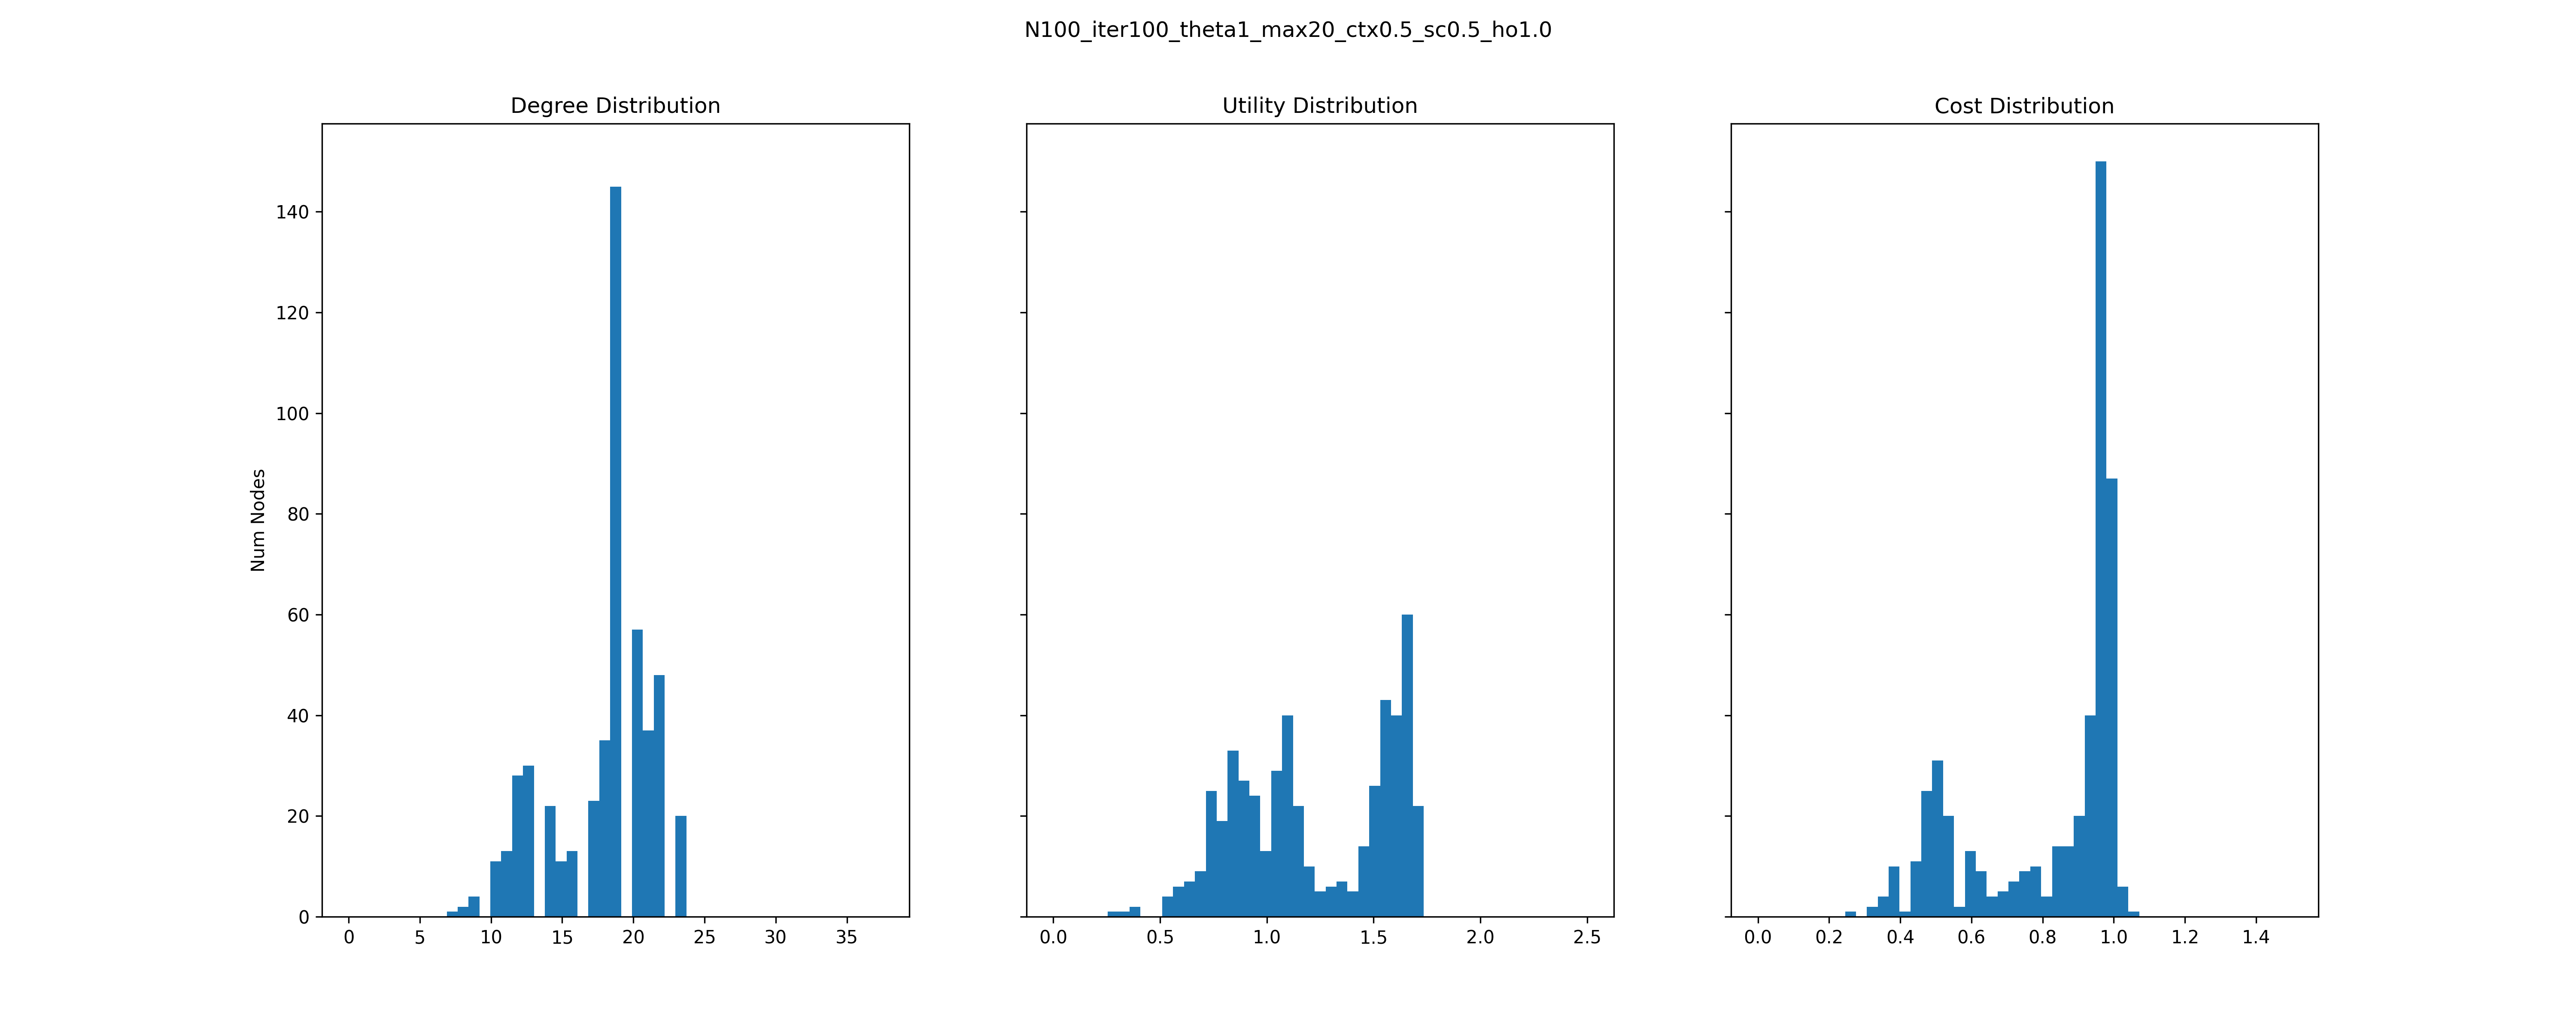 N100_iter100_theta1_max20_ctx0.5_sc0.5_ho1.0
Degree Distribution
Utility Distribution
Cost Distribution
Num Nodes
140
120
100
80
60
40
20
0
0 5 10 15 20 25 30 35
0.0 0.5 1.0 1.5 2.0 2.5
0.0 0.2 0.4 0.6 0.8 1.0 1.2 1.4